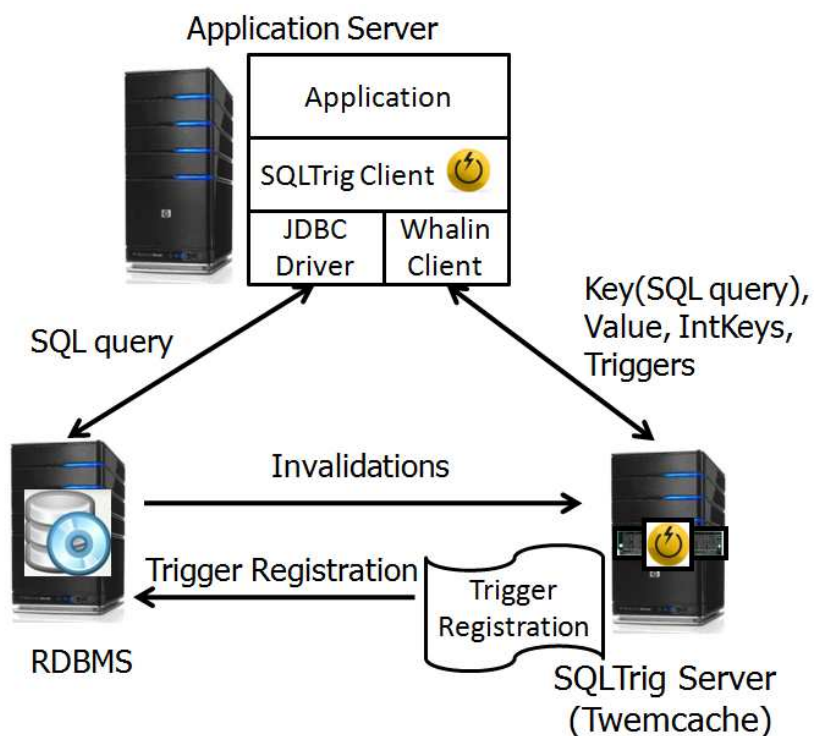 Application Server
Application
SQLTrig Client
JDBC
Driver
Whalin
Client
SQL query
Key(SQL query),
Value, IntKeys,
Triggers
Invalidations
Trigger Registration
Trigger
Registration
RDBMS
SQLTrig Server
(Twemcache)